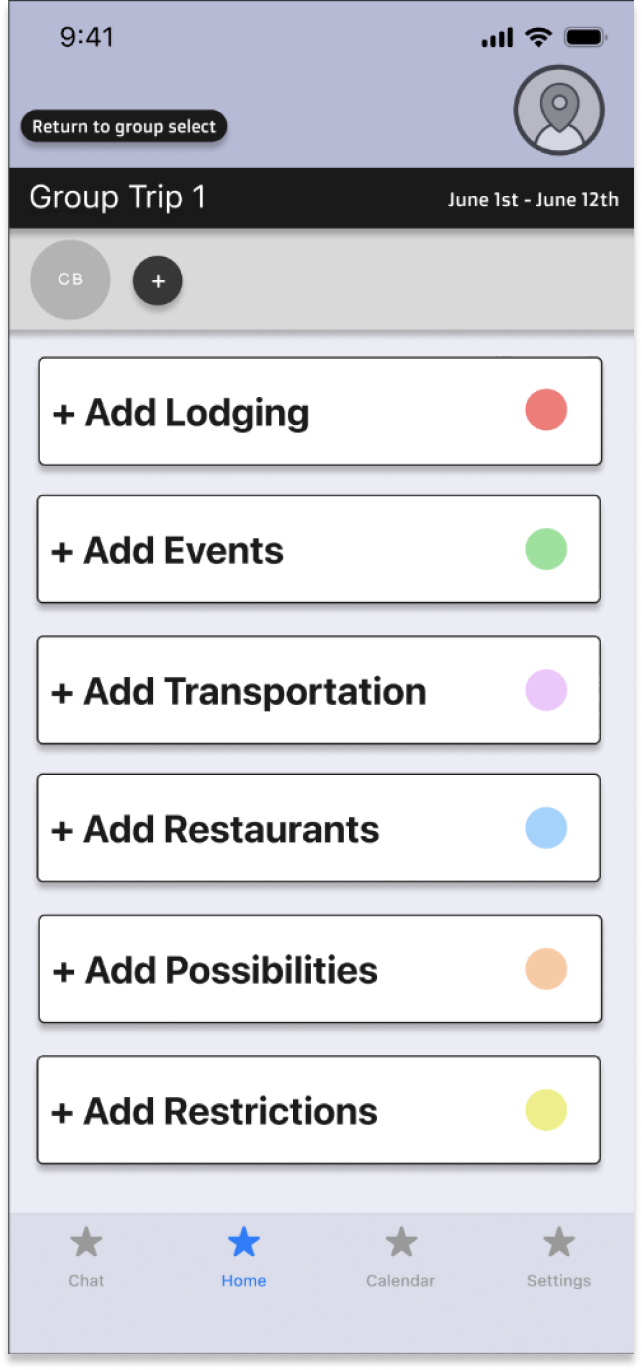 9:41
Return to group select
Group Trip 1
June 1st - June 12th
CB
+
+ Add Lodging
+ Add Events
+ Add Transportation
+ Add Restaurants
+ Add Possibilities
+ Add Restrictions
Chat Home Calendar Settings